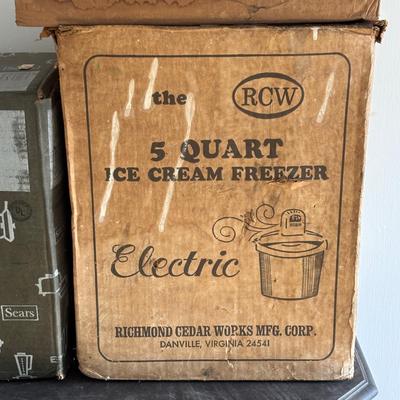 the RCW
5 QUART
ICE CREAM FREEZER
Electric
RICHMOND CEDAR WORKS MFG. CORP.
DANVILLE, VIRGINIA 24541
Sears